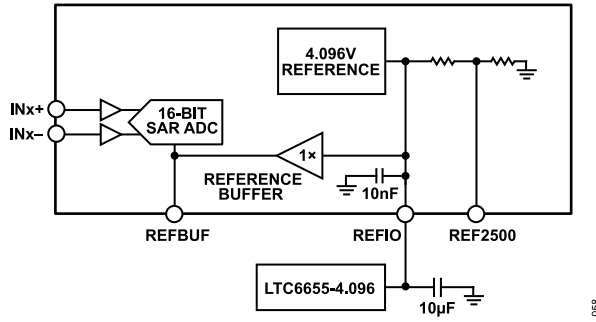 4.096V
REFERENCE
INx+
INx–
16-BIT
SAR ADC
1×
REFERENCE
BUFFER
10nF
REFBUF
REFIO
REF2500
LTC6655-4.096
10µF
058